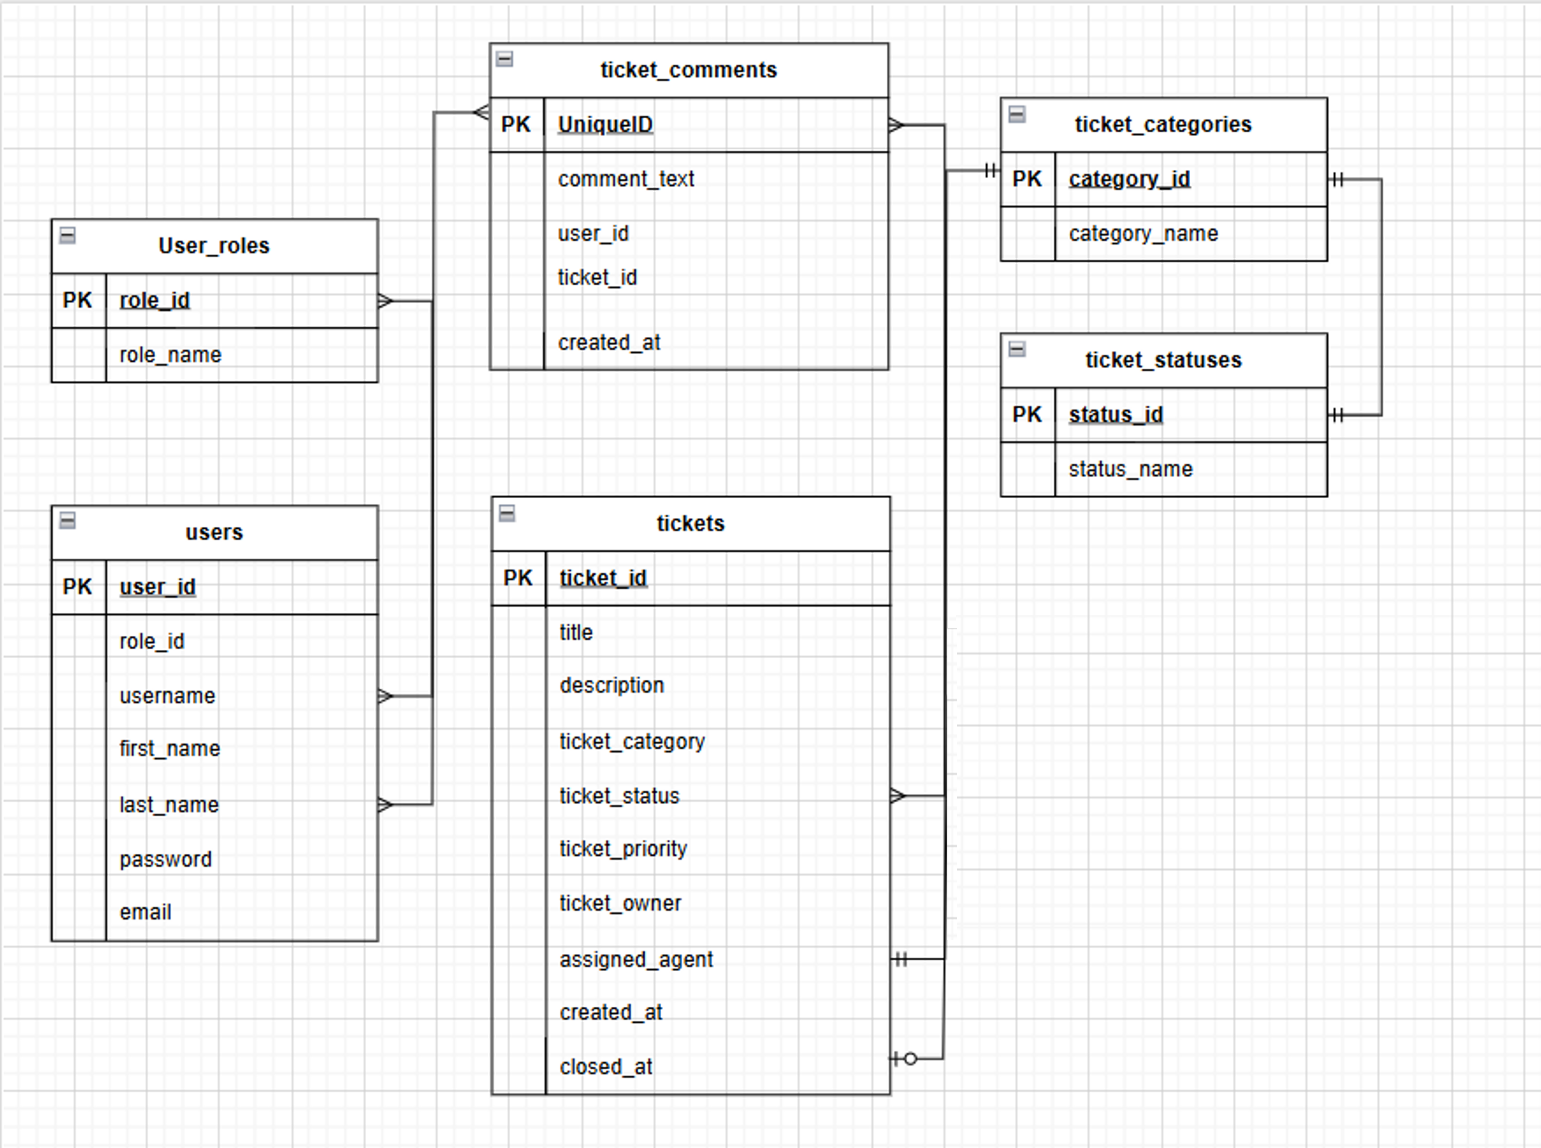 ticket_comments
PK UniqueID
comment_text
user_id
ticket_id
created_at
ticket_categories
PK category_id
category_name
User_roles
PK role_id
role_name
ticket_statuses
PK status_id
status_name
users
PK user_id
role_id
username
first_name
last_name
password
email
tickets
PK ticket_id
title
description
ticket_category
ticket_status
ticket_priority
ticket_owner
assigned_agent
created_at
closed_at